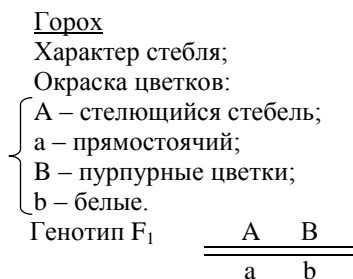 Горох
Характер стебля;
Окраска цветков:
А – стелющийся стебель;
а – прямостоячий;
В – пурпурные цветки;
b – белые.
Генотип F₁ A B
a b